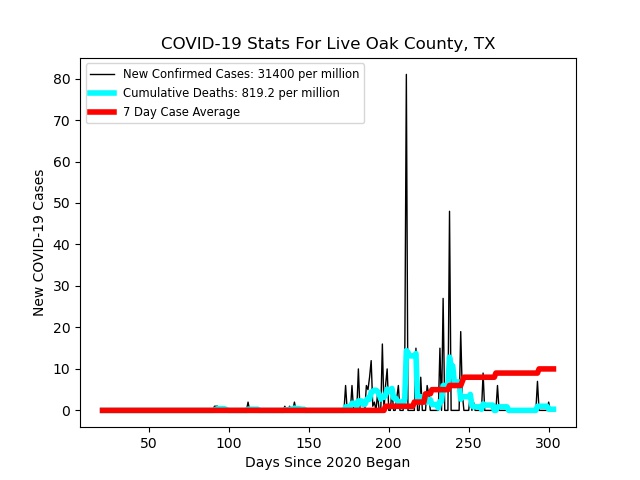 COVID-19 Stats For Live Oak County, TX
New Confirmed Cases: 31400 per million
Cumulative Deaths: 819.2 per million
7 Day Case Average
New COVID-19 Cases
80
70
60
50
40
30
20
10
0
50 100 150 200 250 300
Days Since 2020 Began